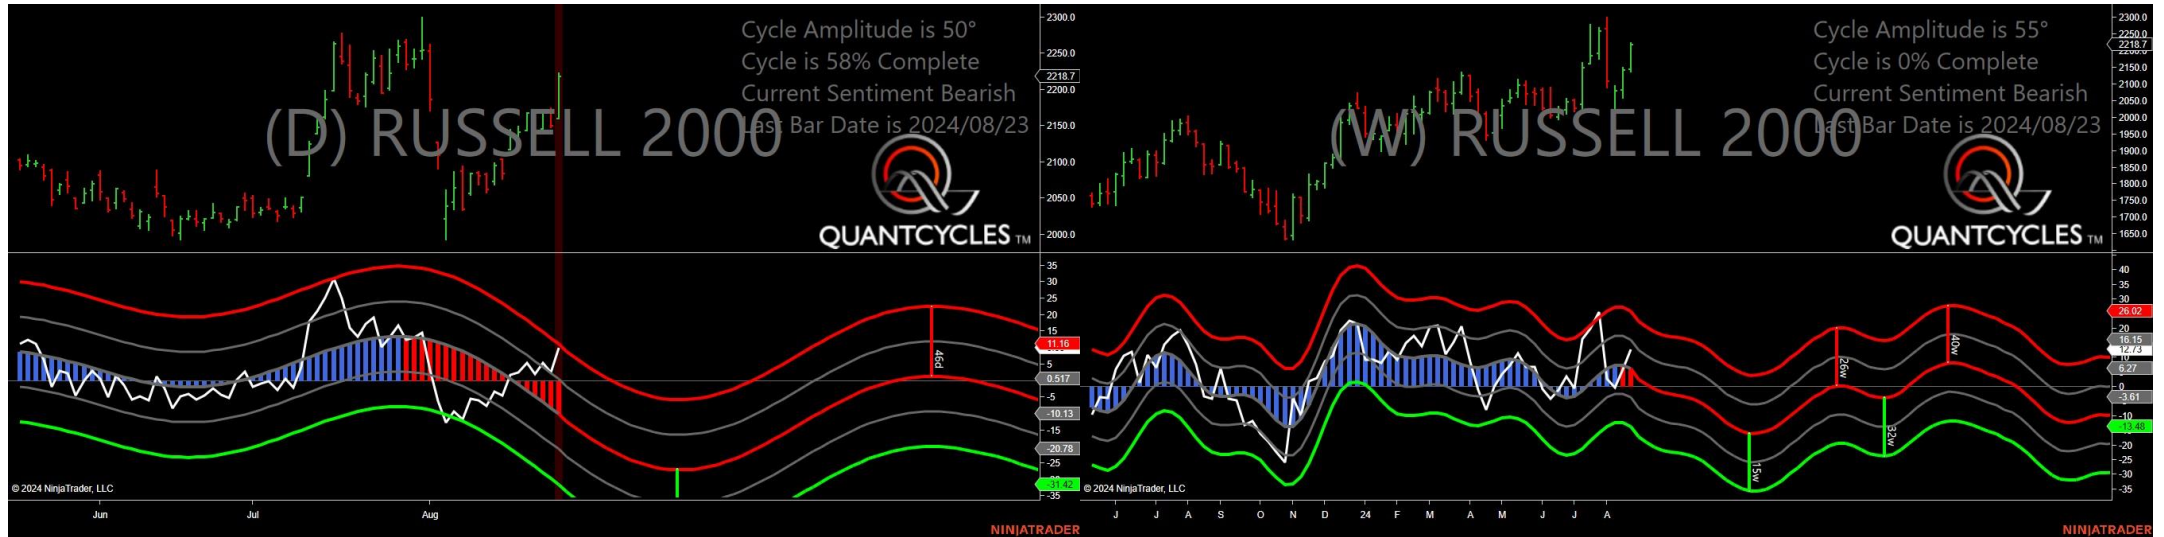 Cycle Amplitude is 50°
Cycle is 58% Complete
Current Sentiment Bearish
Last Bar Date is 2024/08/23
(D) RUSSELL 2000
QUANTCYCLES TM
2300.0
2250.0
2218.7
2200.0
2150.0
2100.0
2050.0
2000.0
35
30
25
20
15
11.16
5
0.517
-5
-10.13
-15
-20.78
-25
-31.42
-35
46d
© 2024 NinjaTrader, LLC
Jun Jul Aug
NINJATRADER
Cycle Amplitude is 55°
Cycle is 0% Complete
Current Sentiment Bearish
Last Bar Date is 2024/08/23
(W) RUSSELL 2000
QUANTCYCLES TM
2300.0
2250.0
2218.7
2150.0
2100.0
2050.0
2000.0
1950.0
1900.0
1850.0
1800.0
1750.0
1700.0
1650.0
40
35
30
26.02
20
16.15
12.73
6.27
0
-3.61
-10
-13.48
-20
-25
-30
-35
15w
26w
32w
40w
© 2024 NinjaTrader, LLC
J J A S O N D 24 F M A M J J A
NINJATRADER